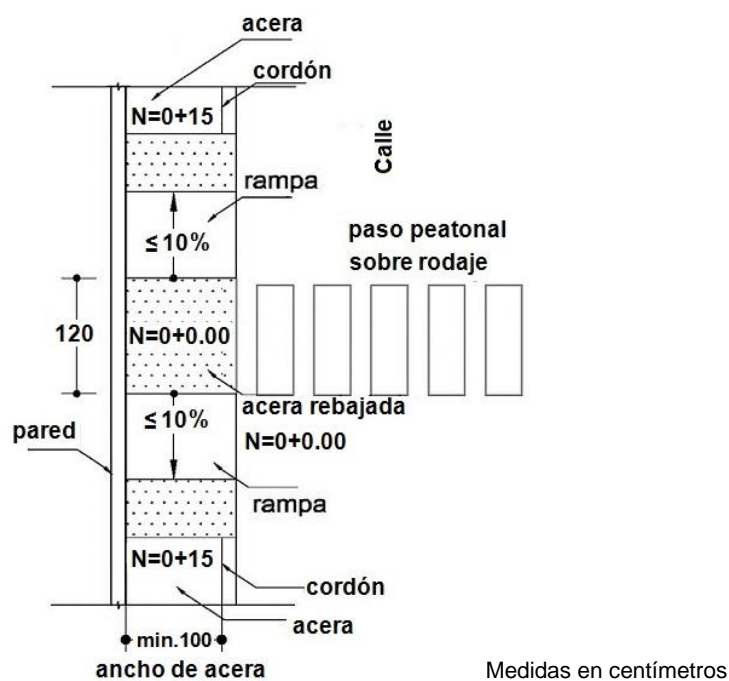 acera
cordón
N=0+15
Calle
rampa
≤ 10%
paso peatonal
sobre rodaje
120
N=0+0.00
acera rebajada
≤ 10%
N=0+0.00
pared
rampa
N=0+15
cordón
acera
min.100
ancho de acera
Medidas en centímetros